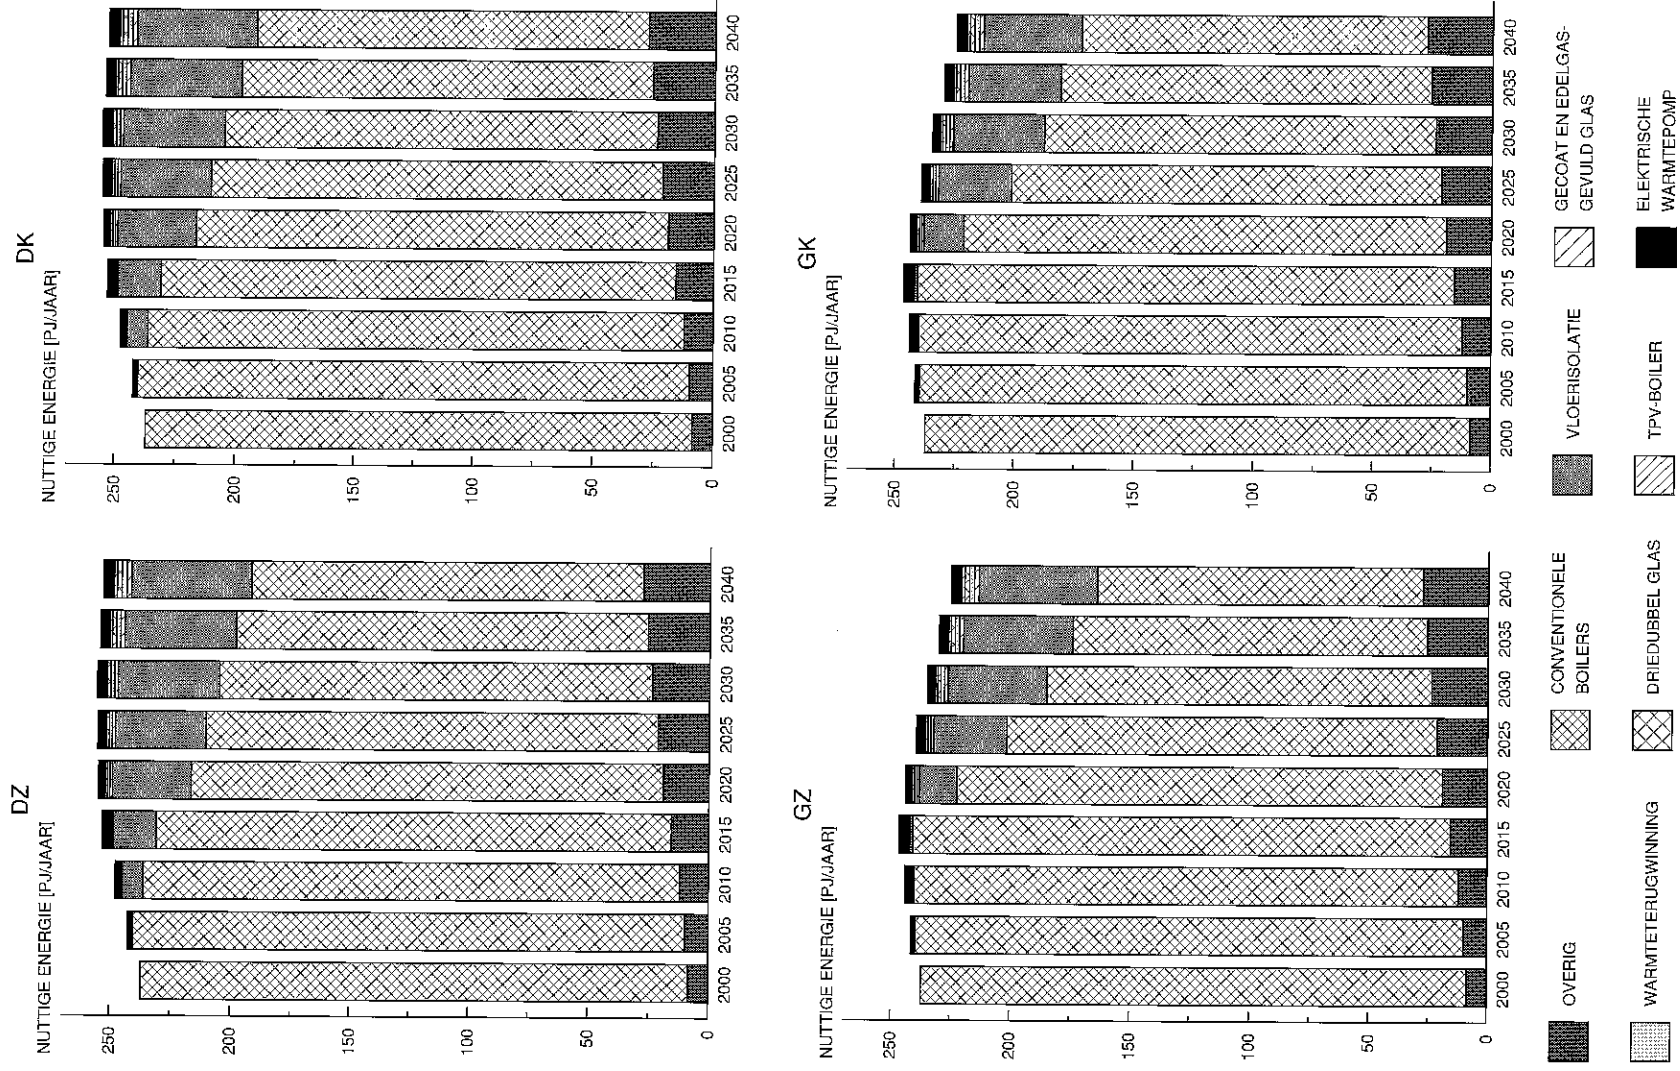 DZ
NUTTIGE ENERGIE [PJ/JAAR]
250
200
150
100
50
0
2000 2005 2010 2015 2020 2025 2030 2035 2040
DK
NUTTIGE ENERGIE [PJ/JAAR]
250
200
150
100
50
0
2000 2005 2010 2015 2020 2025 2030 2035 2040
GZ
NUTTIGE ENERGIE [PJ/JAAR]
250
200
150
100
50
0
2000 2005 2010 2015 2020 2025 2030 2035 2040
GK
NUTTIGE ENERGIE [PJ/JAAR]
250
200
150
100
50
0
2000 2005 2010 2015 2020 2025 2030 2035 2040
OVERIG
CONVENTIONELE
BOILERS
VLOERISOLATIE
GECOAT EN EDELGAS-
GEVULD GLAS
WARMTETERUGWINNING
DRIEDUBBEL GLAS
TPV-BOILER
ELEKTRISCHE
WARMTEPOMP